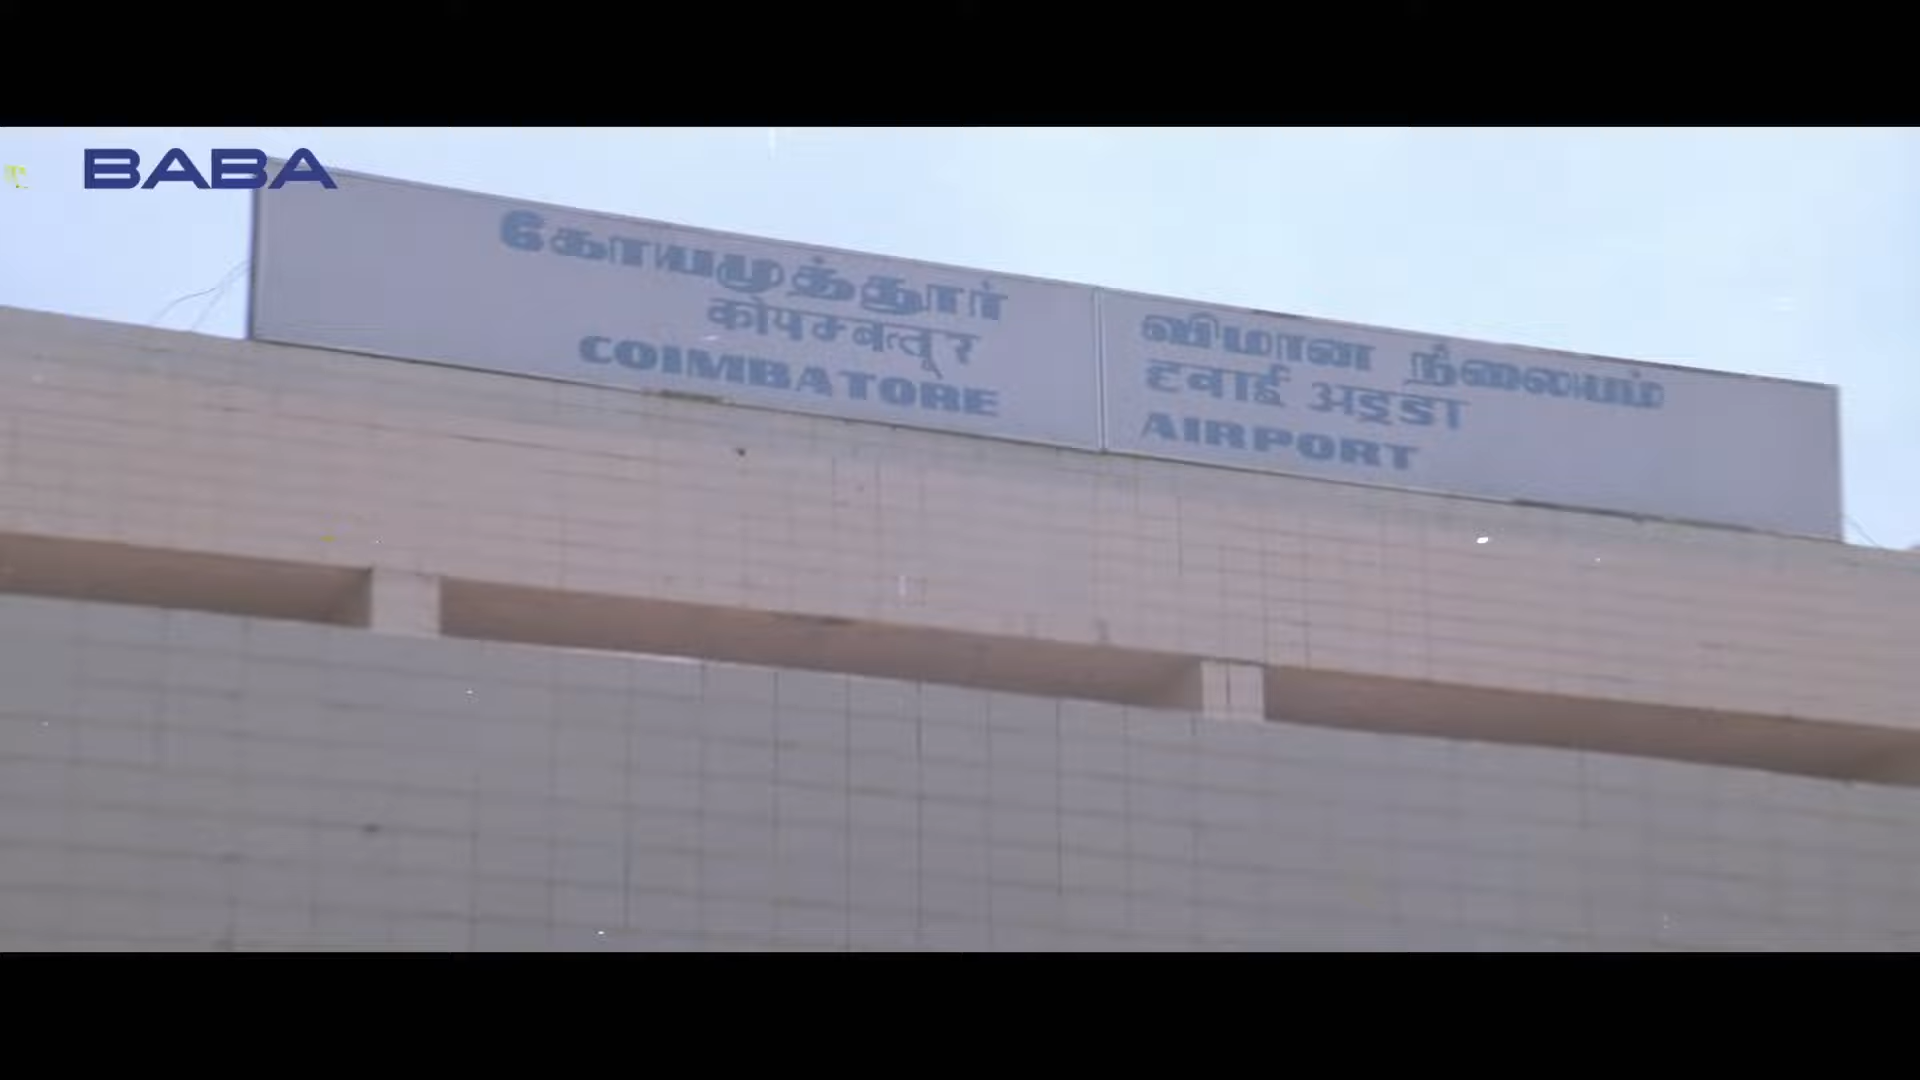 BABA
கோயமுத்தூர்
कोयम्बत्तूर
COIMBATORE
விமான நிலையம்
हवाई अड्डा
AIRPORT